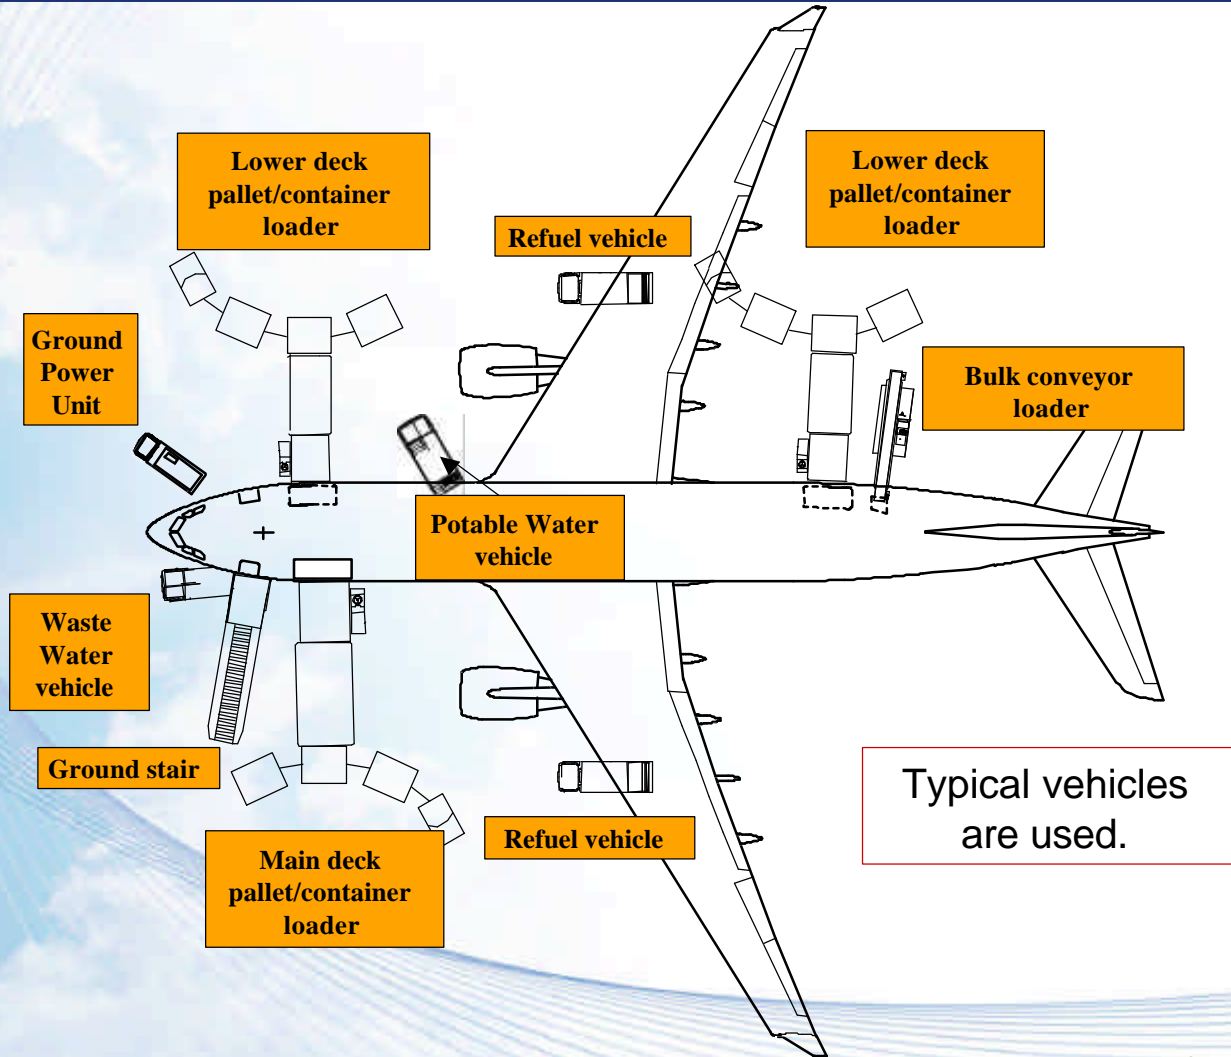 Lower deck
pallet/container
loader
Lower deck
pallet/container
loader
Refuel vehicle
Ground
Power
Unit
Bulk conveyor
loader
Potable Water
vehicle
Waste
Water
vehicle
Ground stair
Typical vehicles
are used.
Refuel vehicle
Main deck
pallet/container
loader